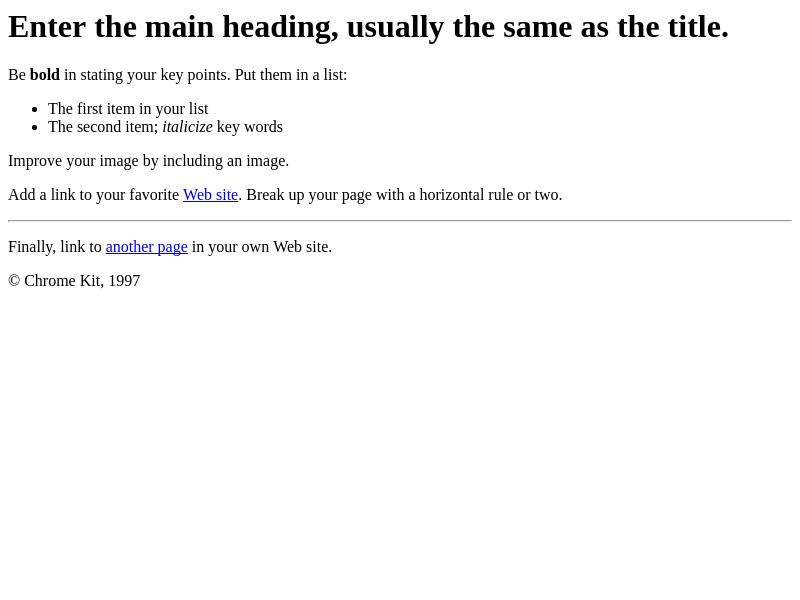 Enter the main heading, usually the same as the title.
Be bold in stating your key points. Put them in a list:
The first item in your list
The second item; italicize key words
Improve your image by including an image.
Add a link to your favorite Web site. Break up your page with a horizontal rule or two.
Finally, link to another page in your own Web site.
© Chrome Kit, 1997